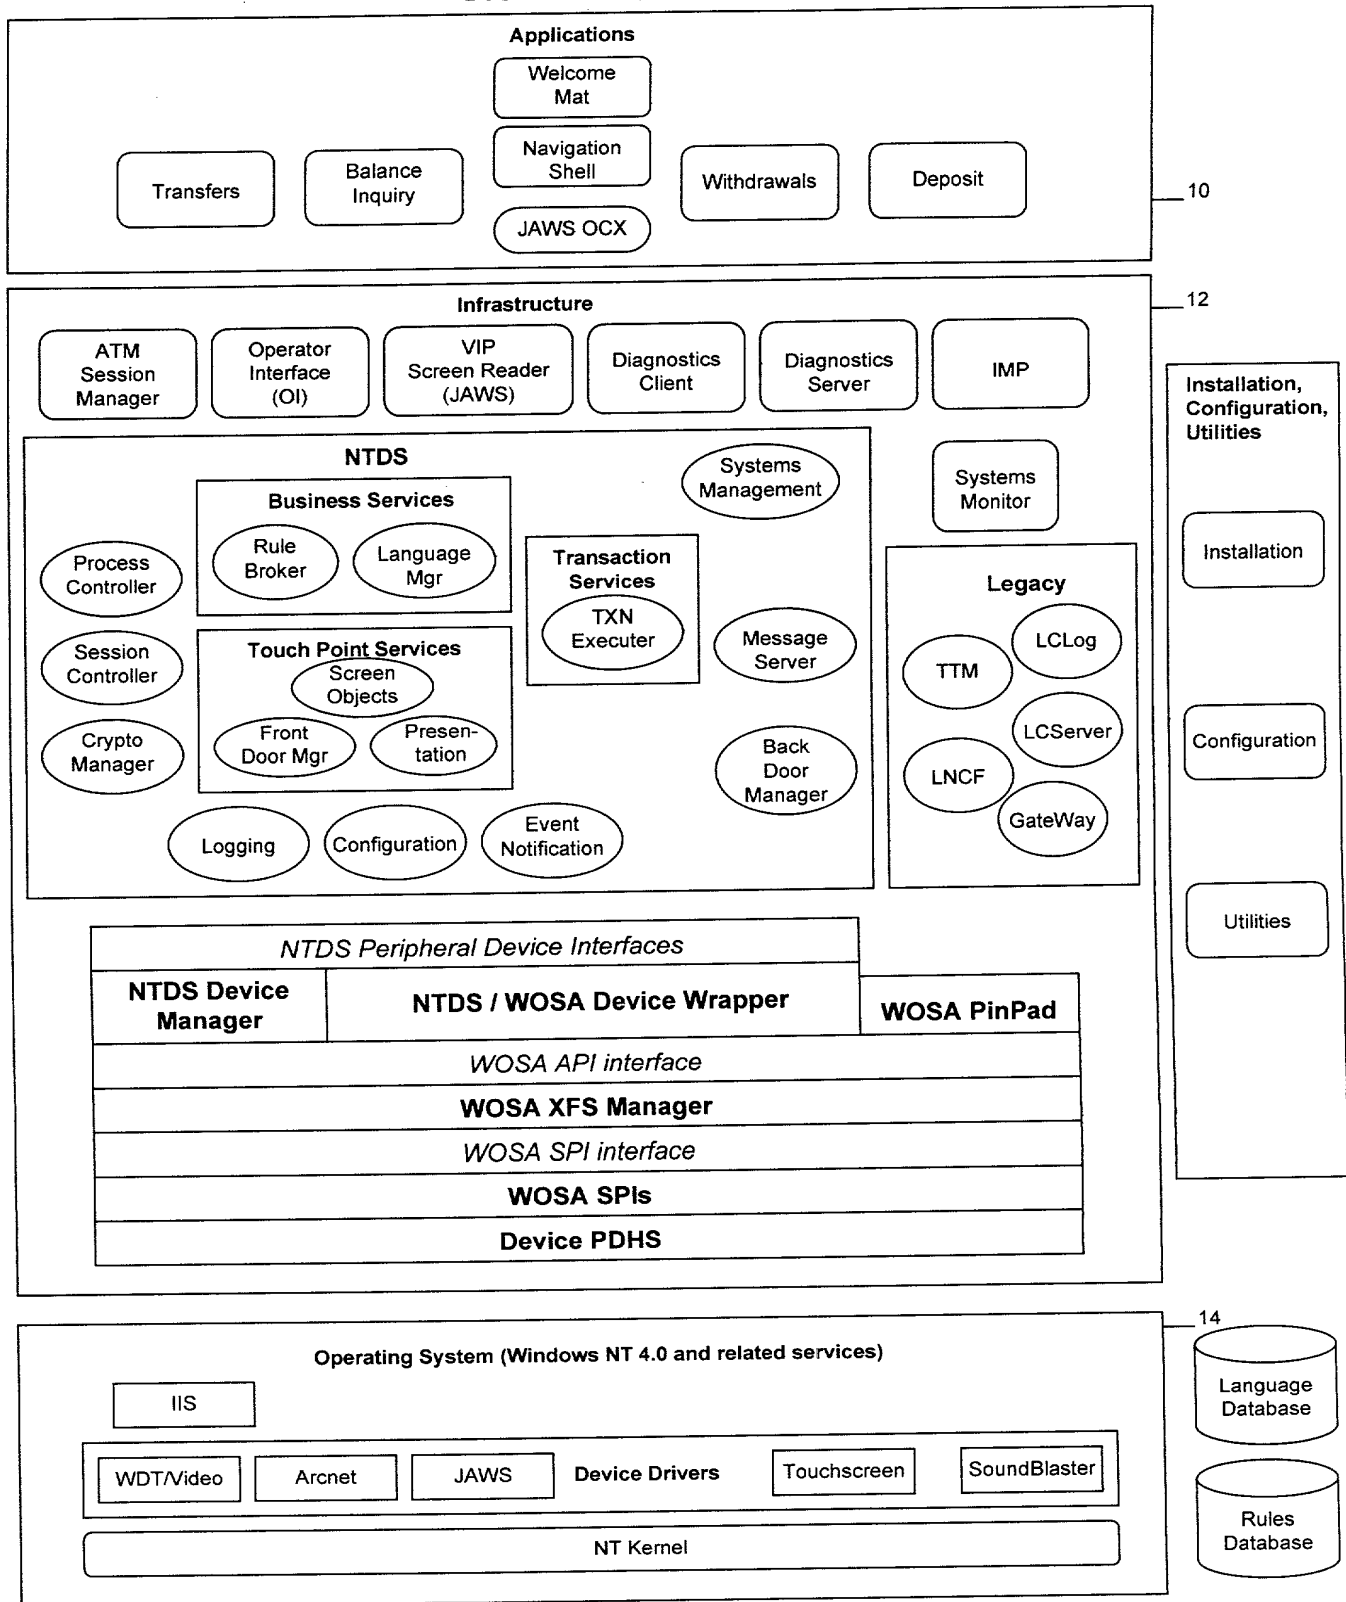 Applications
Welcome
Mat
Navigation
Shell
JAWS OCX
Transfers
Balance
Inquiry
Withdrawals
Deposit
10
Infrastructure
12
ATM
Session
Manager
Operator
Interface
(OI)
VIP
Screen Reader
(JAWS)
Diagnostics
Client
Diagnostics
Server
IMP
Installation,
Configuration,
Utilities
Installation
Configuration
Utilities
NTDS
Systems
Management
Systems
Monitor
Business Services
Rule
Broker
Language
Mgr
Process
Controller
Session
Controller
Crypto
Manager
Transaction
Services
TXN
Executer
Touch Point Services
Screen
Objects
Front
Door Mgr
Presen-
tation
Message
Server
Back
Door
Manager
Logging
Configuration
Event
Notification
Legacy
LCLog
TTM
LCServer
LNCF
GateWay
NTDS Peripheral Device Interfaces
NTDS Device
Manager
NTDS / WOSA Device Wrapper
WOSA PinPad
WOSA API interface
WOSA XFS Manager
WOSA SPI interface
WOSA SPIs
Device PDHS
14
Operating System (Windows NT 4.0 and related services)
IIS
WDT/Video
Arcnet
JAWS
Device Drivers
Touchscreen
SoundBlaster
NT Kernel
Language
Database
Rules
Database